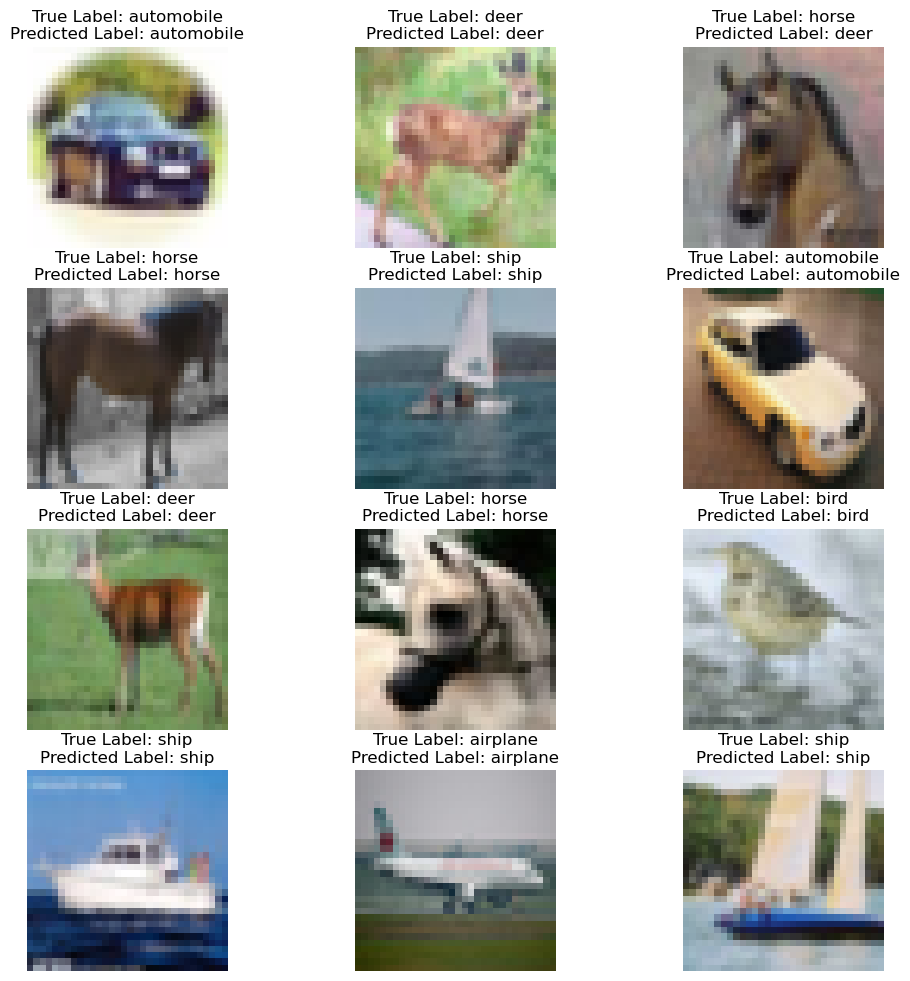 True Label: automobile
Predicted Label: automobile
True Label: deer
Predicted Label: deer
True Label: horse
Predicted Label: deer
True Label: horse
Predicted Label: horse
True Label: ship
Predicted Label: ship
True Label: automobile
Predicted Label: automobile
True Label: deer
Predicted Label: deer
True Label: horse
Predicted Label: horse
True Label: bird
Predicted Label: bird
True Label: ship
Predicted Label: ship
True Label: airplane
Predicted Label: airplane
True Label: ship
Predicted Label: ship